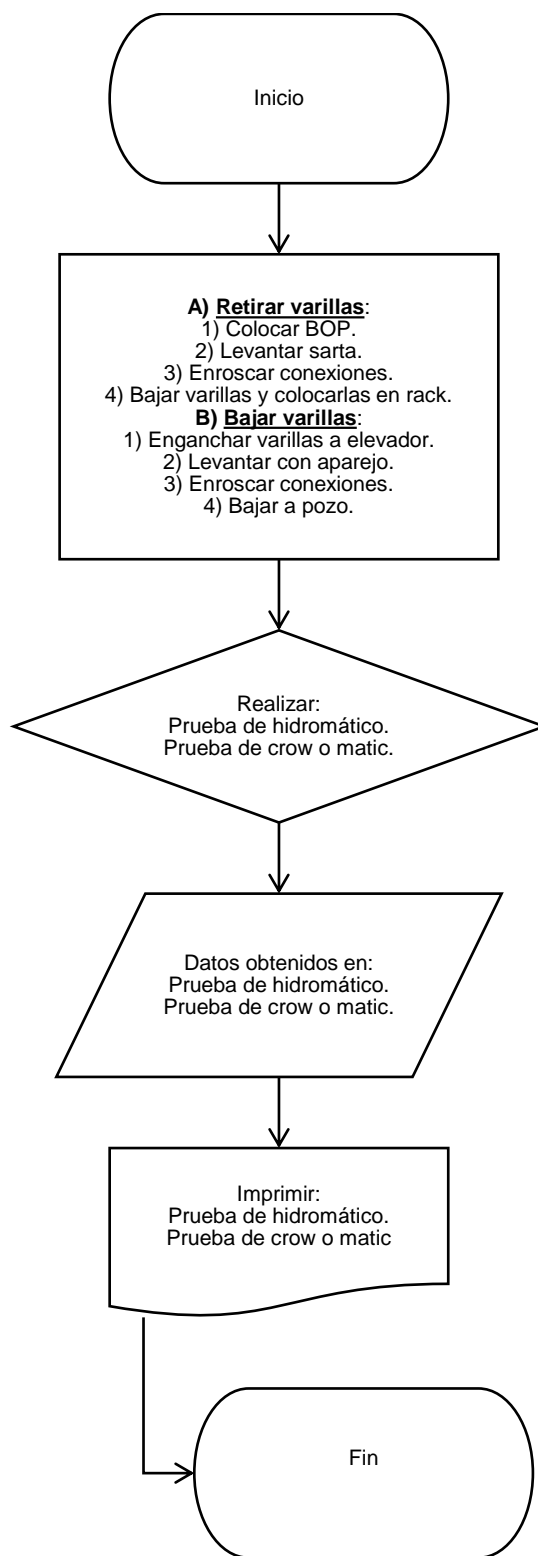 Inicio
A) Retirar varillas:
1) Colocar BOP.
2) Levantar sarta.
3) Enroscar conexiones.
4) Bajar varillas y colocarlas en rack.
B) Bajar varillas:
1) Enganchar varillas a elevador.
2) Levantar con aparejo.
3) Enroscar conexiones.
4) Bajar a pozo.
Realizar:
Prueba de hidromático.
Prueba de crow o matic.
Datos obtenidos en:
Prueba de hidromático.
Prueba de crow o matic.
Imprimir:
Prueba de hidromático.
Prueba de crow o matic
Fin